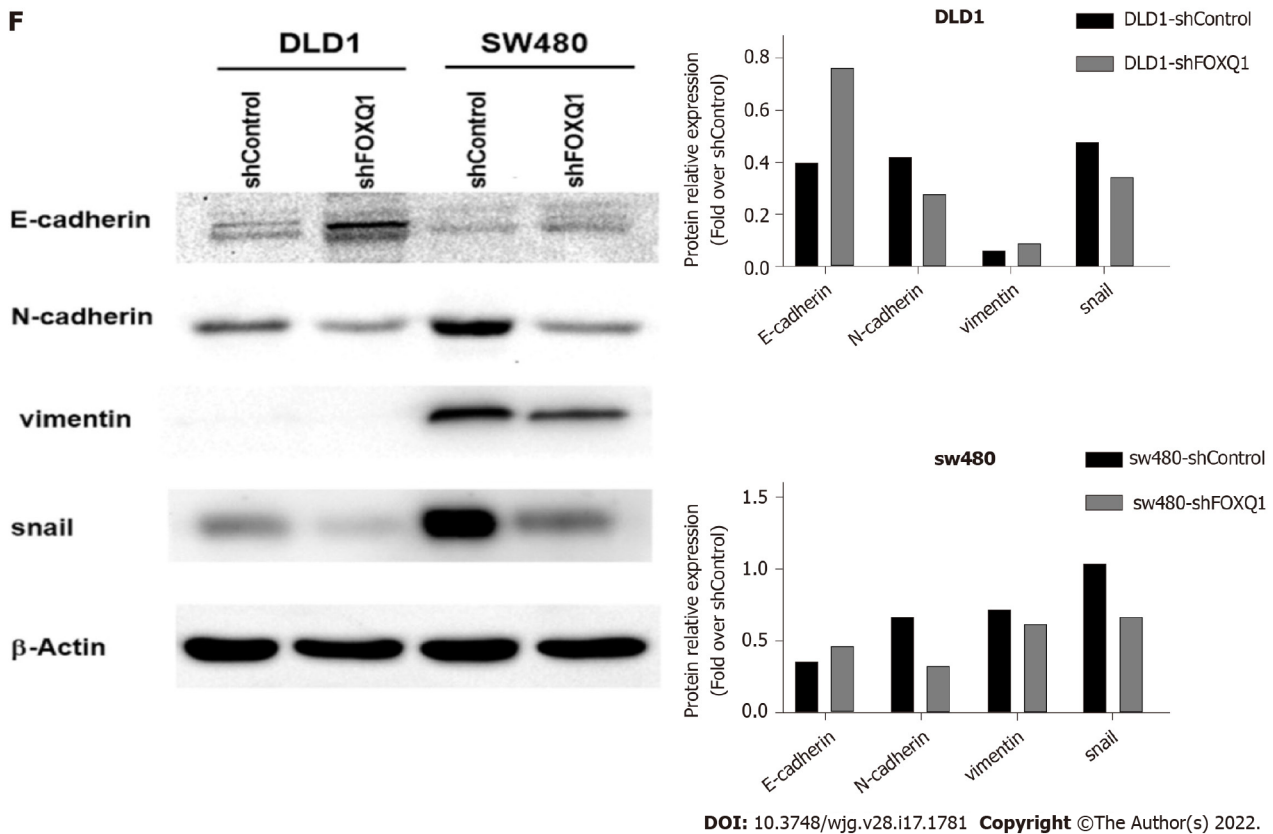 F
DLD1
SW480
shControl
shFOXQ1
shControl
shFOXQ1
E-cadherin
N-cadherin
vimentin
snail
β-Actin
DLD1
DLD1-shControl
DLD1-shFOXQ1
Protein relative expression
(Fold over shControl)
0.8
0.6
0.4
0.2
0.0
E-cadherin
N-cadherin
vimentin
snail
sw480
sw480-shControl
sw480-shFOXQ1
Protein relative expression
(Fold over shControl)
1.5
1.0
0.5
0.0
E-cadherin
N-cadherin
vimentin
snail
DOI: 10.3748/wjg.v28.i17.1781 Copyright ©The Author(s) 2022.